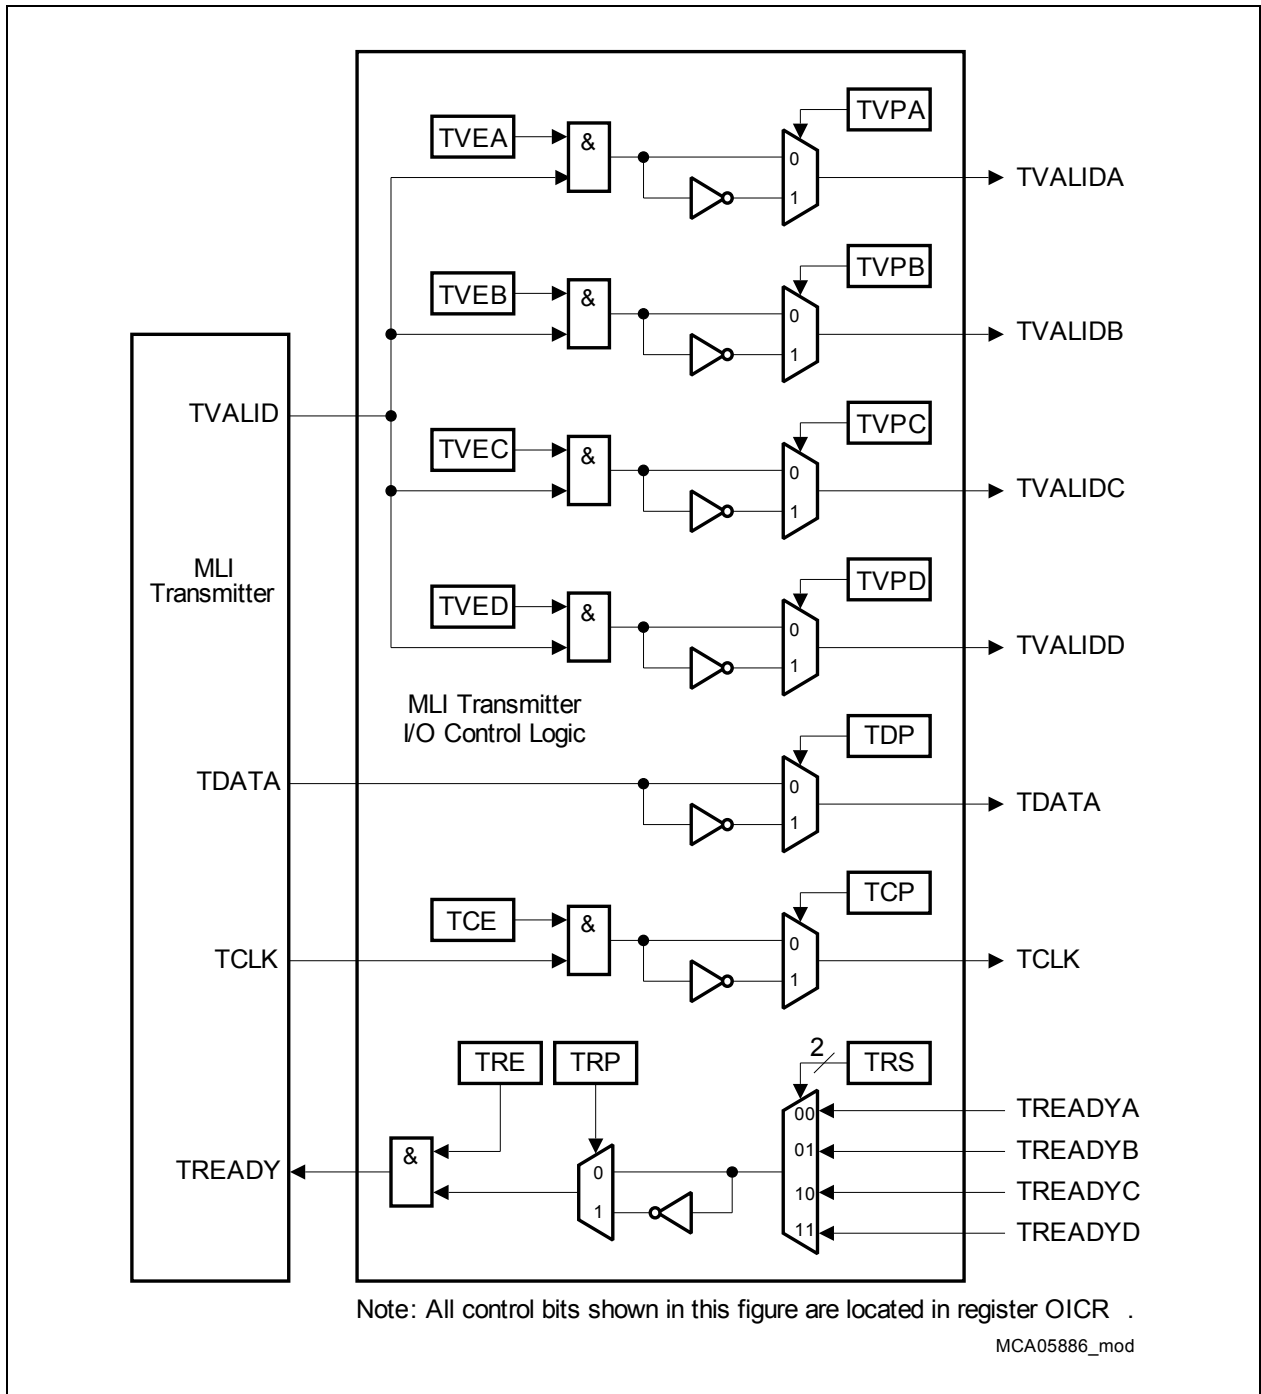 TVPA
TVEA
&
0
1
TVALIDA
TVPB
TVEB
&
0
1
TVALIDB
TVALID
TVPC
TVEC
&
0
1
TVALIDC
MLI
Transmitter
TVPD
TVED
&
0
1
TVALIDD
MLI Transmitter
I/O Control Logic
TDP
TDATA
0
1
TDATA
TCP
TCE
&
0
1
TCLK
TCLK
TRE
TRP
2
TRS
TREADY
&
0
1
00
01
10
11
TREADYA
TREADYB
TREADYC
TREADYD
Note: All control bits shown in this figure are located in register OICR .
MCA05886_mod